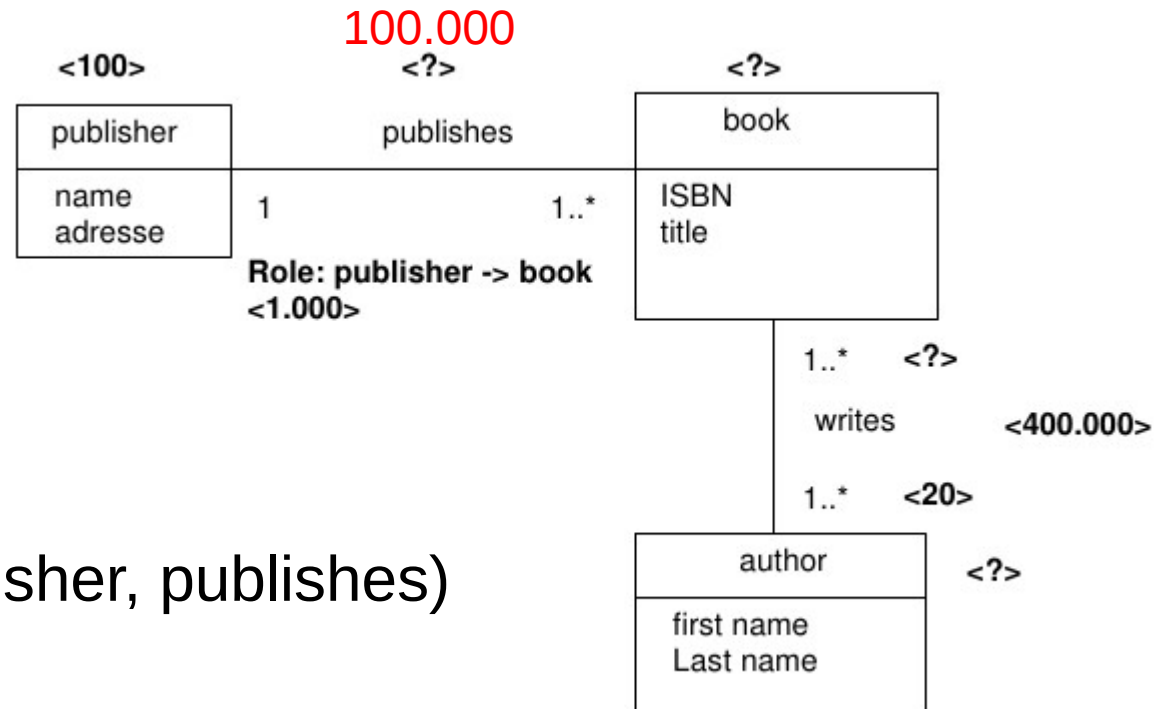 100.000
<100>
<?>
<?>
publisher
publishes
book
name
adresse
1
1..*
ISBN
title
Role: publisher -> book
<1.000>
1..* <?>
writes <400.000>
1..* <20>
sher, publishes)
author
<?>
first name
Last name